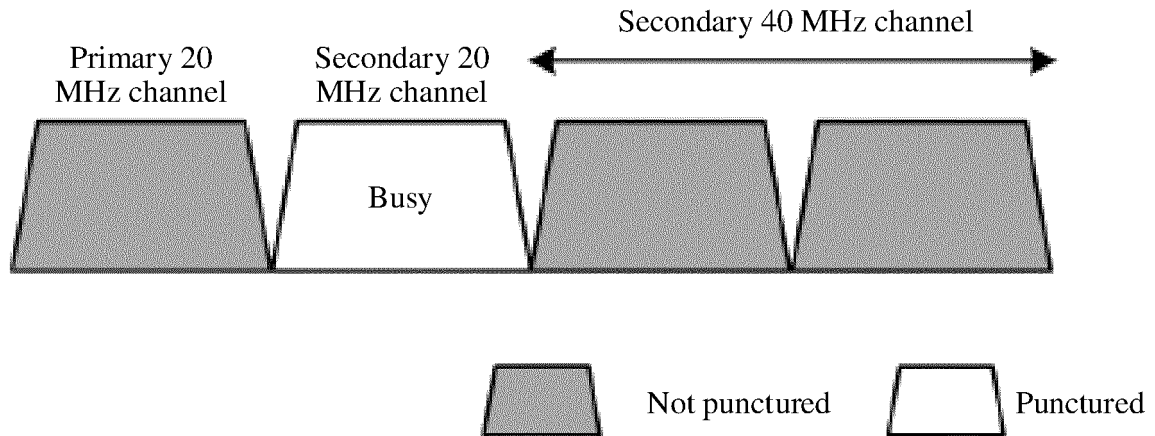 Secondary 40 MHz channel
Primary 20
MHz channel
Secondary 20
MHz channel
Busy
Not punctured
Punctured